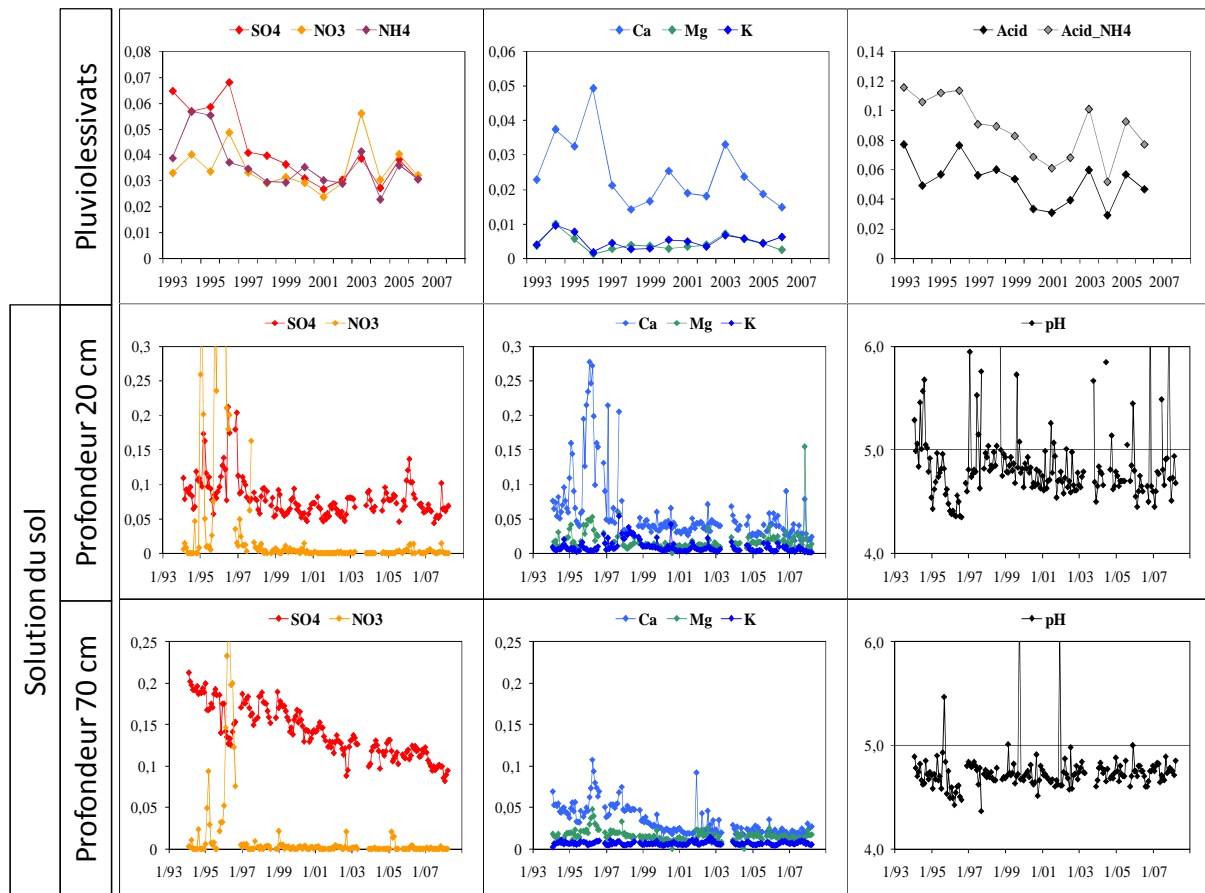 Solution du sol
Pluviolessivats
SO4 NO3 NH4
0,08
0,07
0,06
0,05
0,04
0,03
0,02
0,01
0
1993 1995 1997 1999 2001 2003 2005 2007
Ca Mg K
0,06
0,05
0,04
0,03
0,02
0,01
0
1993 1995 1997 1999 2001 2003 2005 2007
Acid Acid_NH4
0,14
0,12
0,1
0,08
0,06
0,04
0,02
0
1993 1995 1997 1999 2001 2003 2005 2007
Profondeur 20 cm
SO4 NO3
0,3
0,25
0,2
0,15
0,1
0,05
0
1/93 1/95 1/97 1/99 1/01 1/03 1/05 1/07
Ca Mg K
0,3
0,25
0,2
0,15
0,1
0,05
0
1/93 1/95 1/97 1/99 1/01 1/03 1/05 1/07
pH
6,0
5,0
4,0
1/93 1/95 1/97 1/99 1/01 1/03 1/05 1/07
Profondeur 70 cm
SO4 NO3
0,25
0,2
0,15
0,1
0,05
0
1/93 1/95 1/97 1/99 1/01 1/03 1/05 1/07
Ca Mg K
0,25
0,2
0,15
0,1
0,05
0
1/93 1/95 1/97 1/99 1/01 1/03 1/05 1/07
pH
6,0
5,0
4,0
1/93 1/95 1/97 1/99 1/01 1/03 1/05 1/07